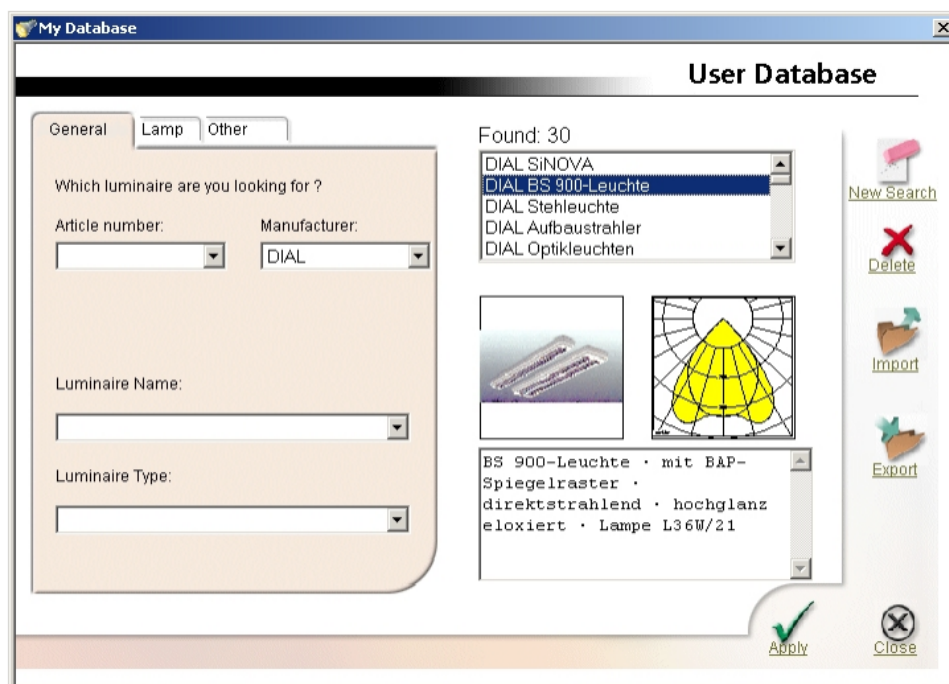 My Database
User Database
General
Lamp
Other
Which luminaire are you looking for ?
Article number:
Manufacturer:
DIAL
Luminaire Name:
Luminaire Type:
Found: 30
DIAL SiNOVA
DIAL BS 900-Leuchte
DIAL Stehleuchte
DIAL Aufbaustrahler
DIAL Optikleuchten
BS 900-Leuchte · mit BAP-
Spiegelraster ·
direktstrahlend · hochglanz
eloxiert · Lampe L36W/21
New Search
Delete
Import
Export
Apply
Close